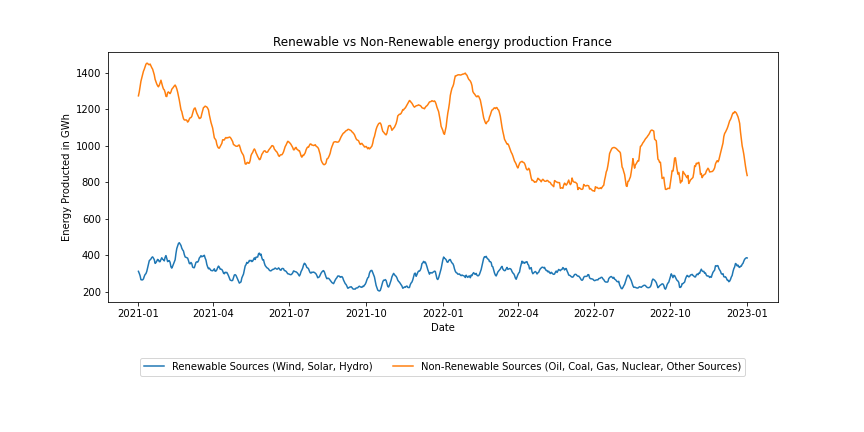 Renewable vs Non-Renewable energy production France
Energy Producted in GWh
1400
1200
1000
800
600
400
200
2021-01 2021-04 2021-07 2021-10 2022-01 2022-04 2022-07 2022-10 2023-01
Date
Renewable Sources (Wind, Solar, Hydro) Non-Renewable Sources (Oil, Coal, Gas, Nuclear, Other Sources)